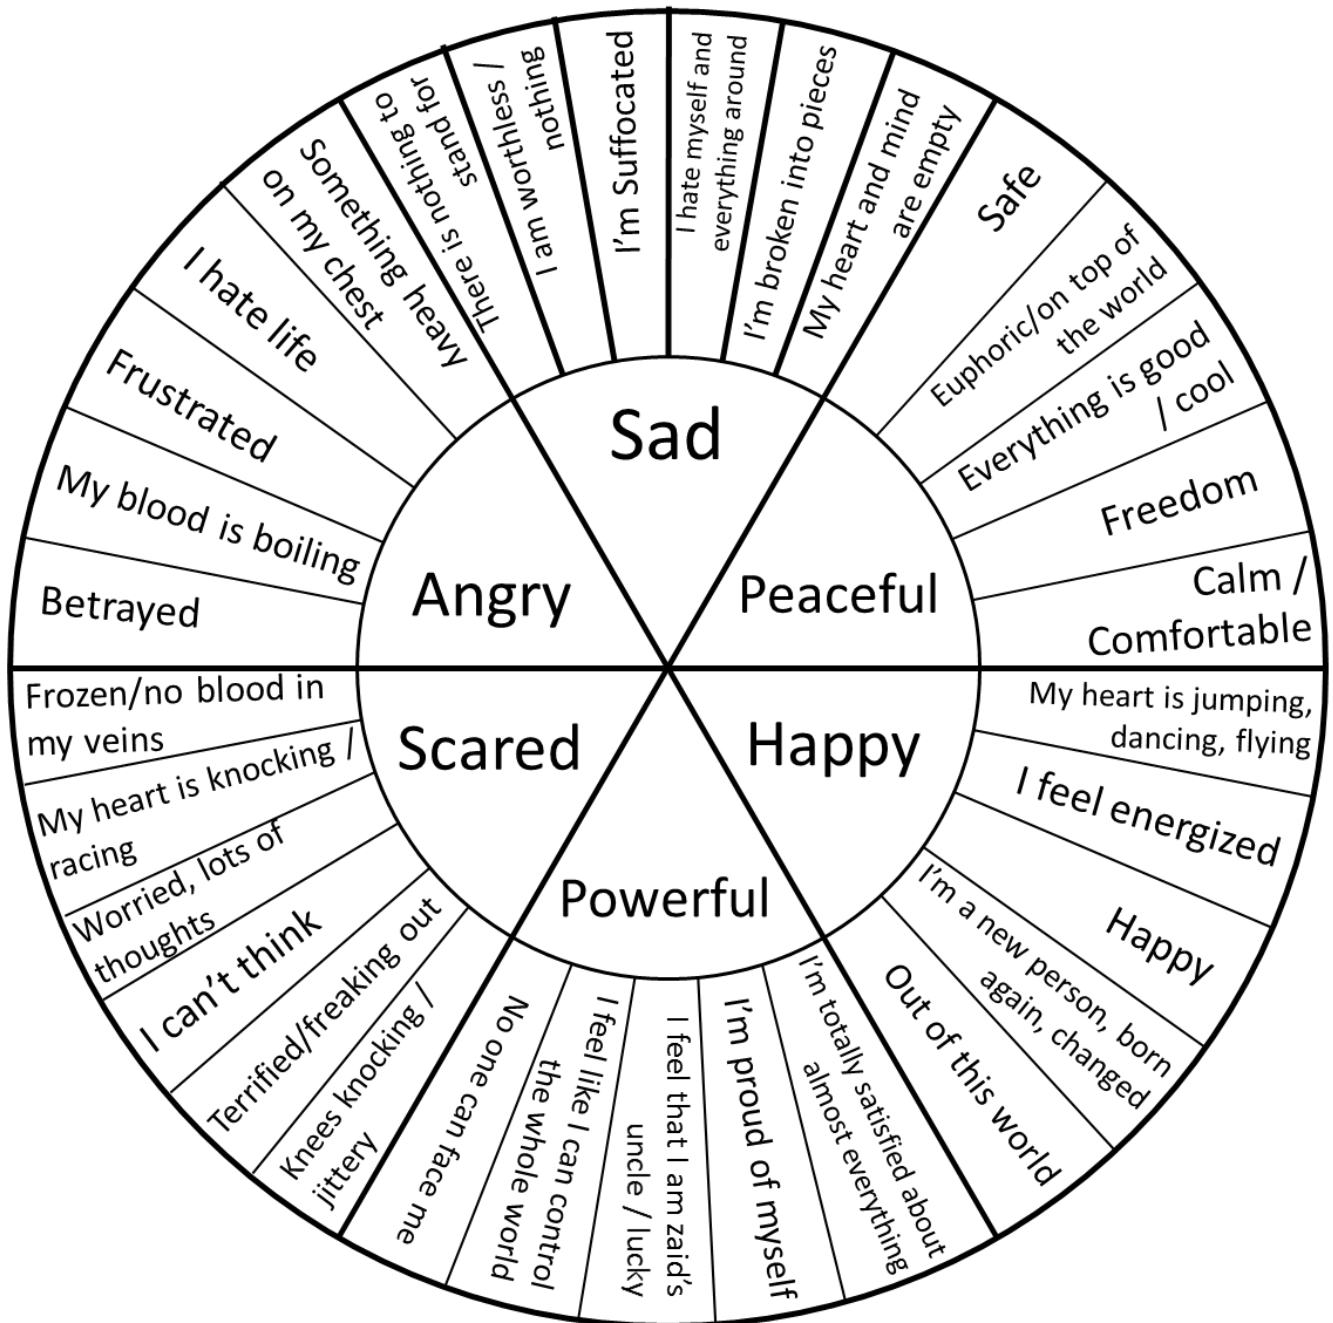 Sad
I hate myself and
everything around
I'm broken into pieces
My heart and mind
are empty
Peaceful
Safe
Euphoric/on top of
the world
Everything is good
/ cool
Freedom
Calm /
Comfortable
Happy
My heart is jumping,
dancing, flying
I feel energized
Happy
I'm a new person, born
again, changed
Out of this world
Powerful
I'm totally satisfied about
almost everything
I'm proud of myself
I feel that I am zaid's
uncle / lucky
I feel like I can control
the whole world
No one can face me
Scared
Knees knocking /
jittery
Terrified/freaking out
I can't think
Worried, lots of
thoughts
My heart is knocking /
racing
Frozen/no blood in
my veins
Angry
Betrayed
My blood is boiling
Frustrated
I hate life
Something heavy
on my chest
There is nothing to
stand for
I am worthless /
nothing
I'm Suffocated